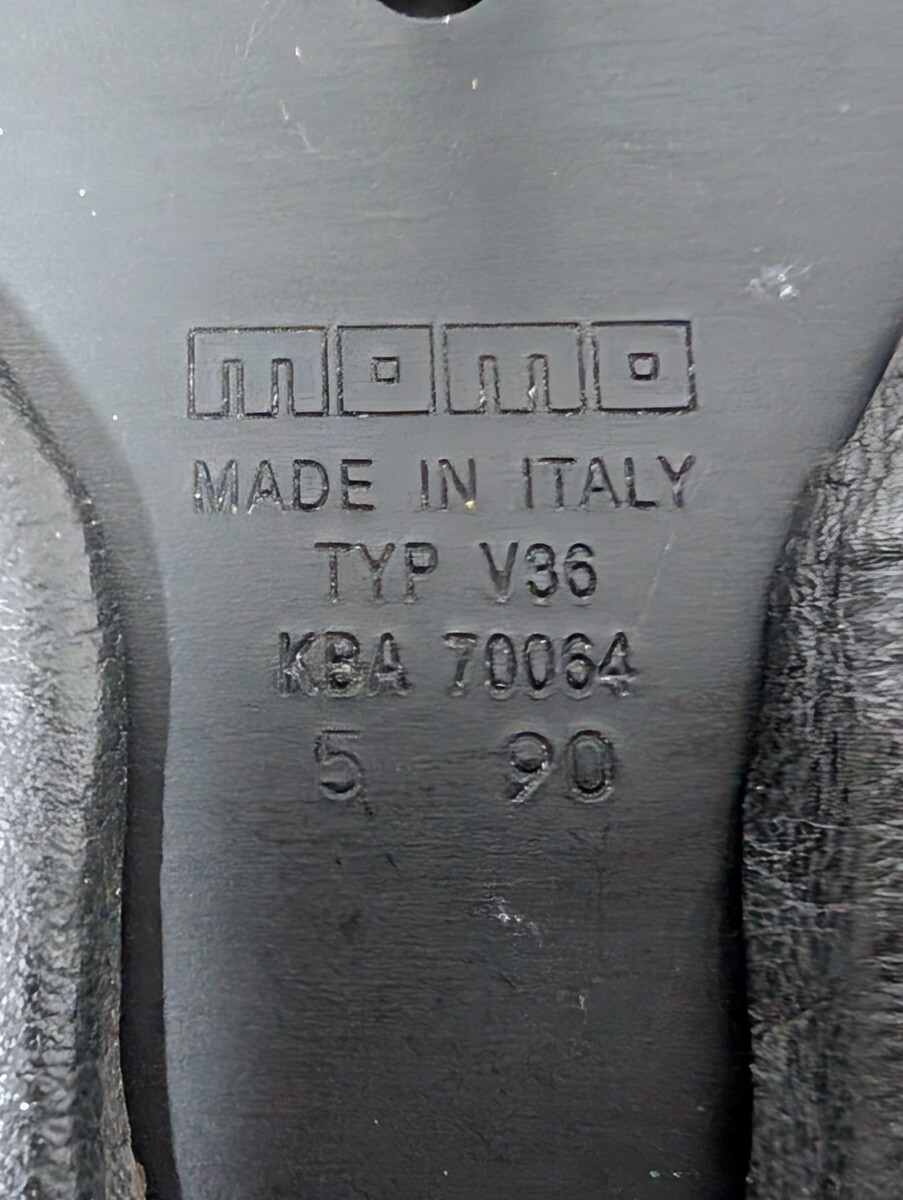 momo
MADE IN ITALY
TYP V36
KBA 70064
5 90